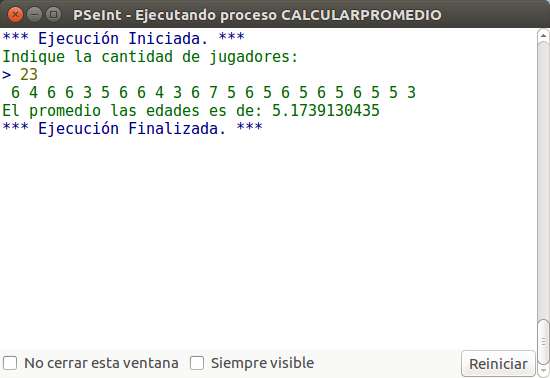 PSeInt - Ejecutando proceso CALCULARPROMEDIO
*** Ejecución Iniciada. ***
Indique la cantidad de jugadores:
> 23
6 4 6 6 3 5 6 6 4 3 6 7 5 6 5 6 5 6 5 6 5 5 3
El promedio las edades es de: 5.1739130435
*** Ejecución Finalizada. ***
No cerrar esta ventana Siempre visible Reiniciar